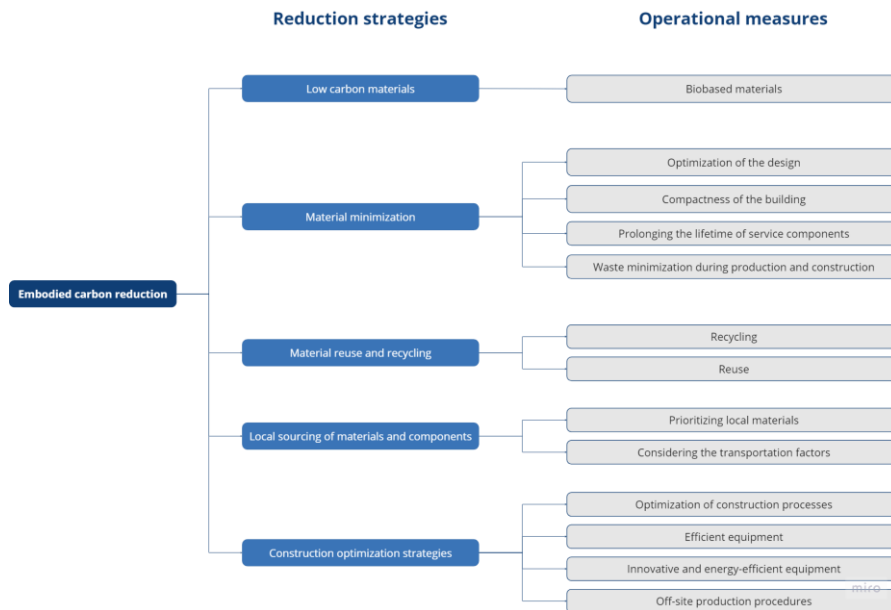 Reduction strategies
Operational measures
Low carbon materials
Biobased materials
Optimization of the design
Compactness of the building
Material minimization
Prolonging the lifetime of service components
Waste minimization during production and construction
Embodied carbon reduction
Recycling
Material reuse and recycling
Reuse
Prioritizing local materials
Local sourcing of materials and components
Considering the transportation factors
Optimization of construction processes
Efficient equipment
Construction optimization strategies
Innovative and energy-efficient equipment
miro
Off-site production procedures